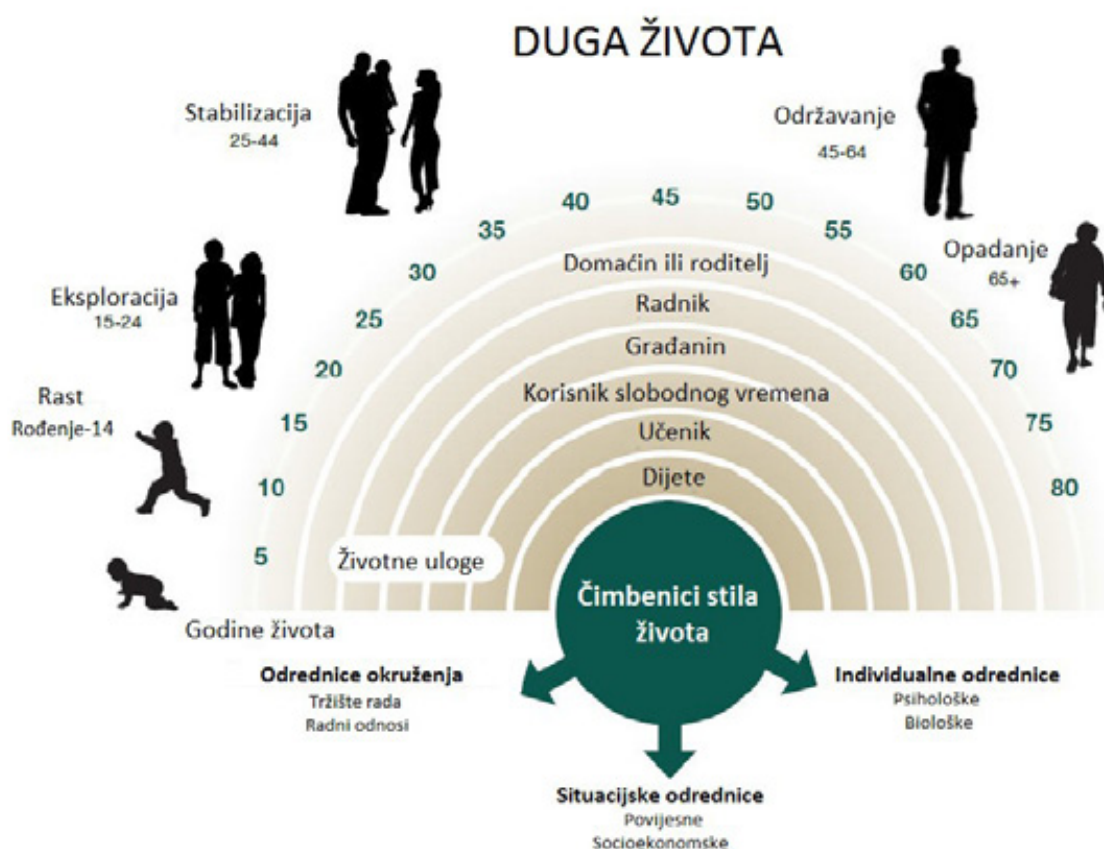 DUGA ŽIVOTA
Stabilizacija
25-44
Održavanje
45-64
Eksploracija
15-24
Opadanje
65+
Rast
Rođenje-14
5
10
15
20
25
30
35
40
45
50
55
60
65
70
75
80
Domaćin ili roditelj
Radnik
Građanin
Korisnik slobodnog vremena
Učenik
Dijete
Životne uloge
Godine života
Čimbenici stila
života
Odrednice okruženja
Tržište rada
Radni odnosi
Individualne odrednice
Psihološke
Biološke
Situacijske odrednice
Povijesne
Socioekonomske